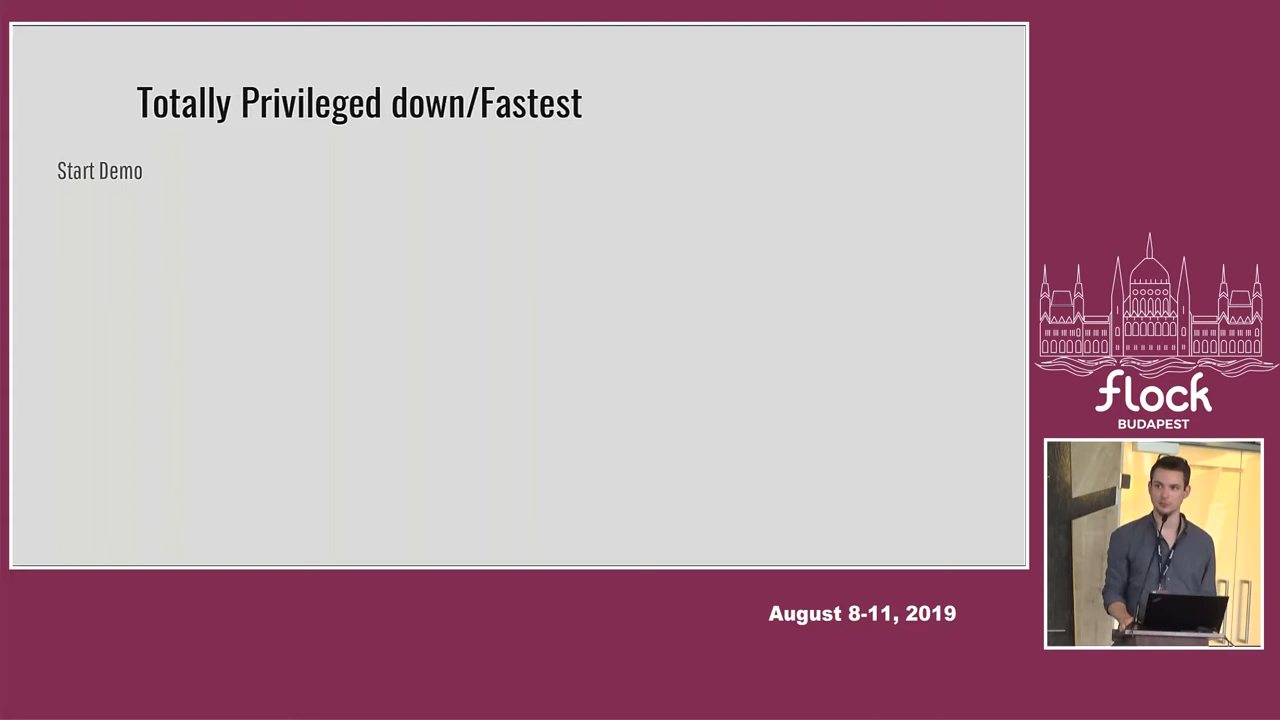 Totally Privileged down/Fastest
Start Demo
flock
BUDAPEST
August 8-11, 2019